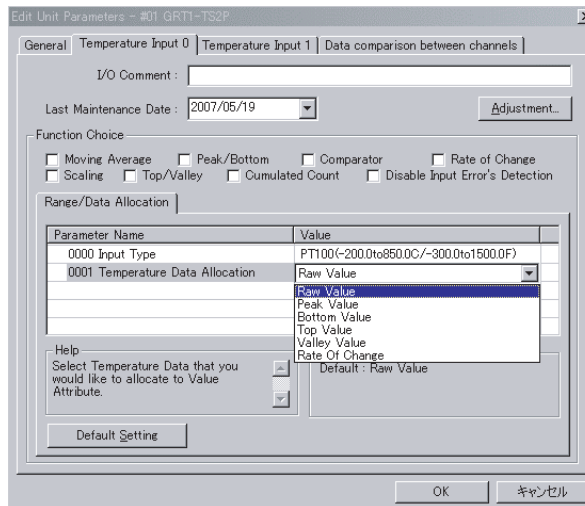 Edit Unit Parameters - #01 GRT1-TS2P
General Temperature Input 0 Temperature Input 1 Data comparison between channels
I/O Comment :
Last Maintenance Date : 2007/05/19 Adjustment...
Function Choice
Moving Average Peak/Bottom Comparator Rate of Change
Scaling Top/Valley Cumulated Count Disable Input Error's Detection
Range/Data Allocation
Parameter Name Value
0000 Input Type PT100(-200.0to850.0C/-300.0to1500.0F)
0001 Temperature Data Allocation Raw Value
Raw Value
Peak Value
Bottom Value
Top Value
Valley Value
Rate Of Change
Help
Select Temperature Data that you
would like to allocate to Value
Attribute.
Default : Raw Value
Default Setting
OK キャンセル